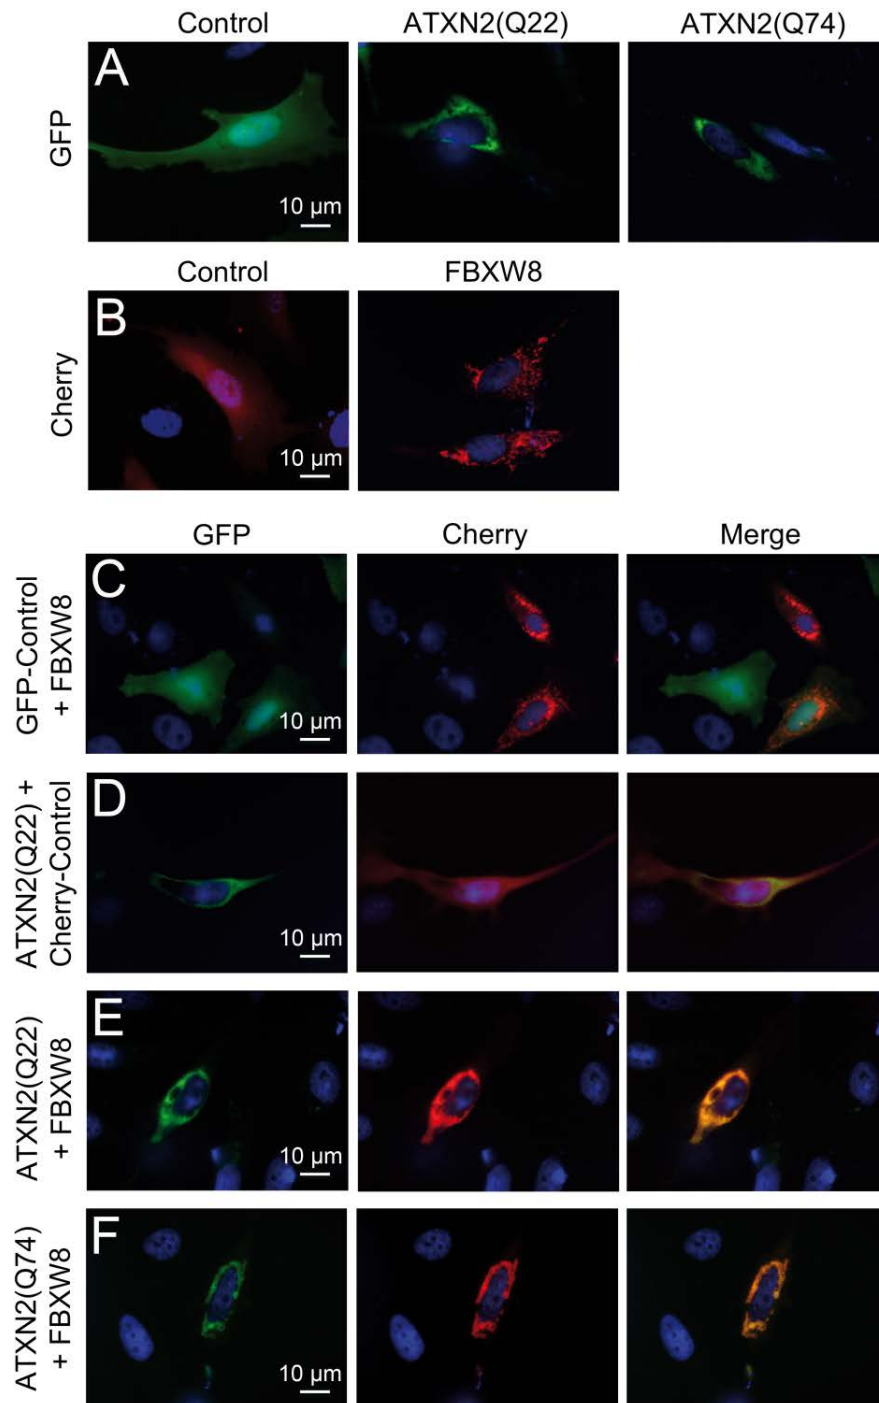 Control ATXN2(Q22) ATXN2(Q74)
A
GFP
10 µm
Control FBXW8
B
Cherry
10 µm
GFP Cherry Merge
C
GFP-Control
+ FBXW8
10 µm
D
ATXN2(Q22) +
Cherry-Control
10 µm
E
ATXN2(Q22)
+ FBXW8
10 µm
F
ATXN2(Q74)
+ FBXW8
10 µm